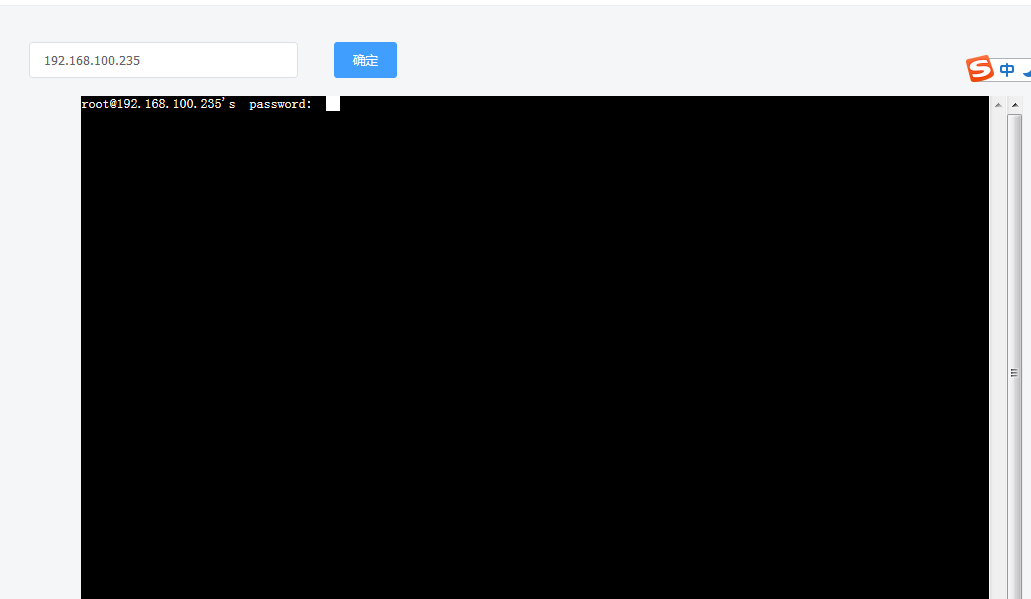 192.168.100.235
确定
S 中
root@192.168.100.235's password: